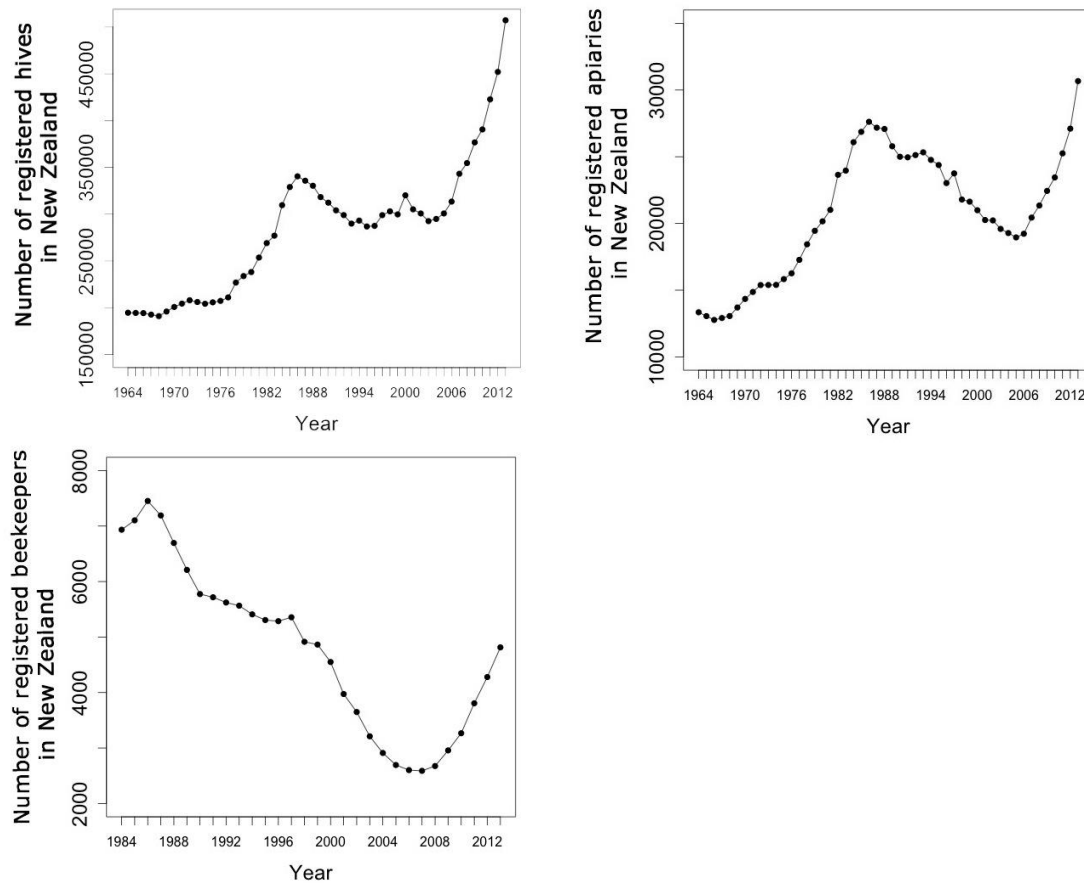 Number of registered hives
in New Zealand
450000
350000
250000
150000
1964 1970 1976 1982 1988 1994 2000 2006 2012
Year
Number of registered apiaries
in New Zealand
30000
20000
10000
1964 1970 1976 1982 1988 1994 2000 2006 2012
Year
Number of registered beekeepers
in New Zealand
8000
6000
4000
2000
1984 1988 1992 1996 2000 2004 2008 2012
Year